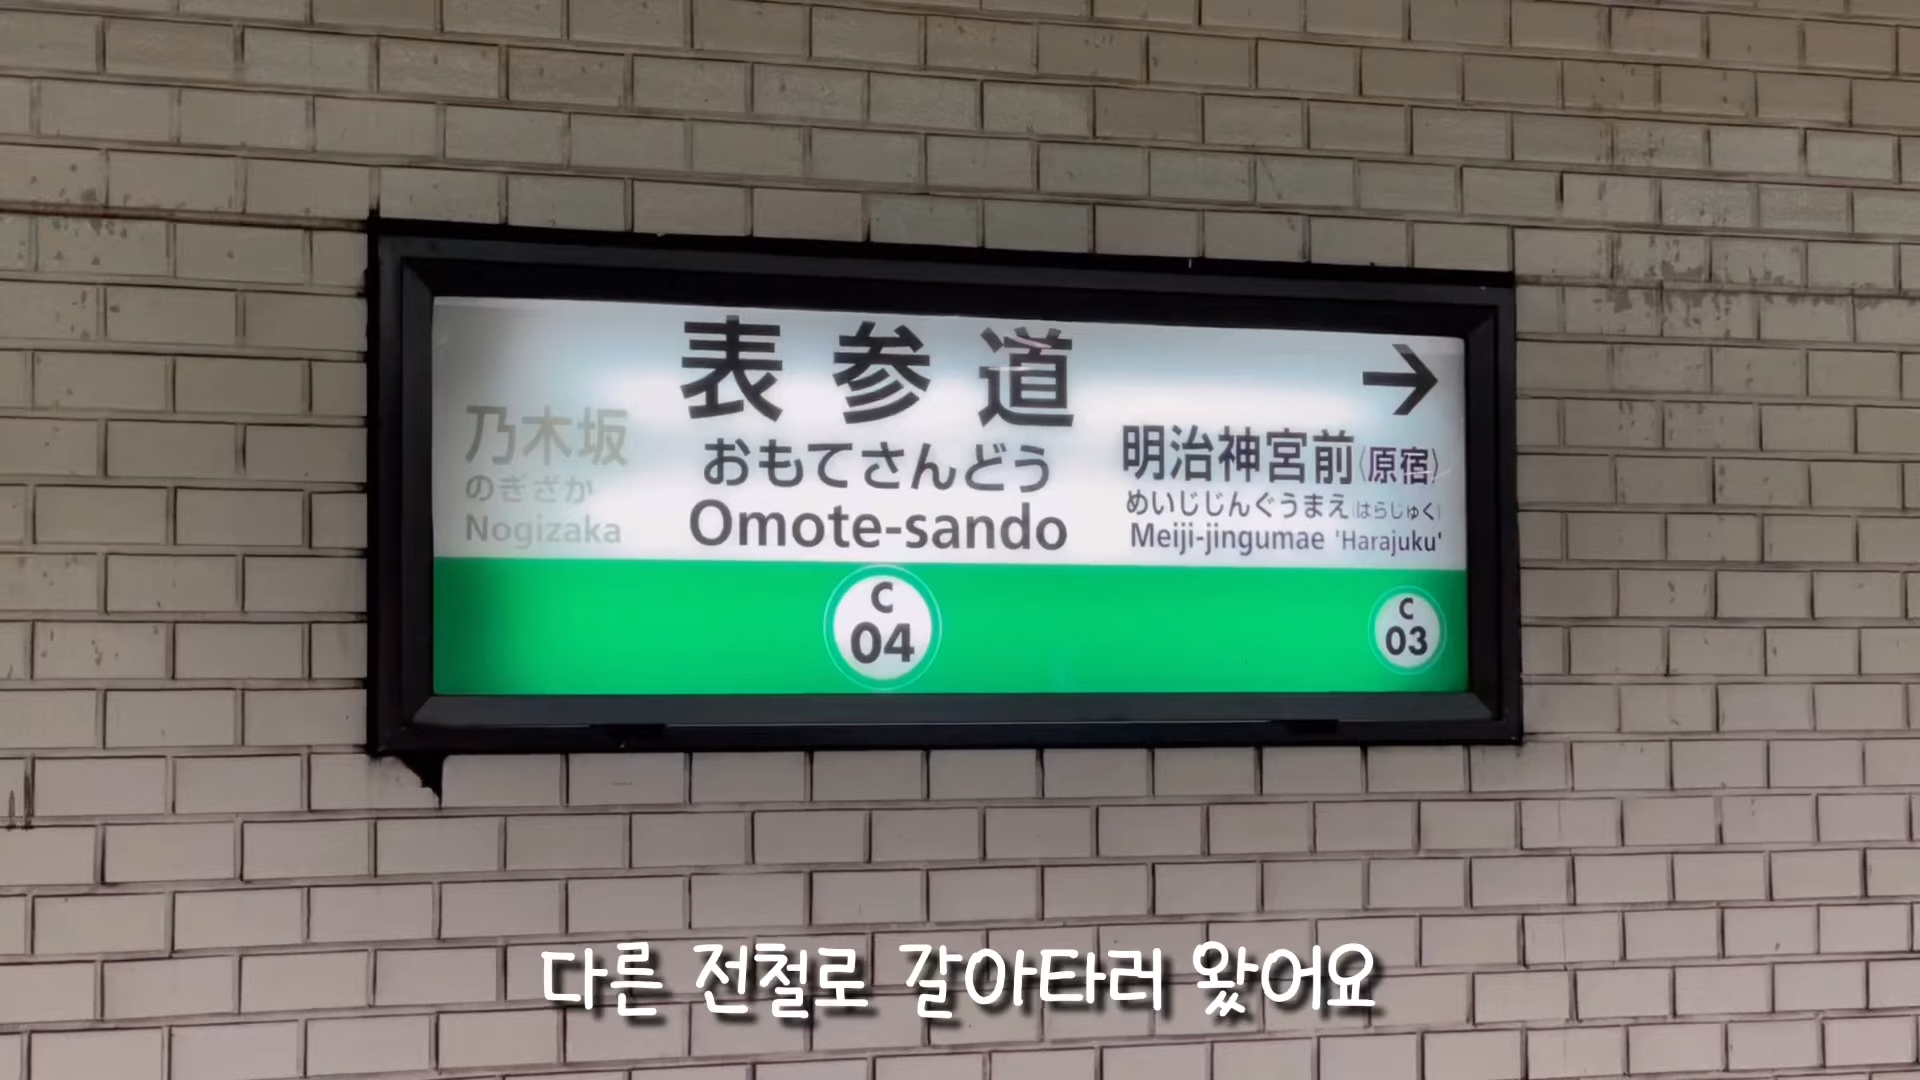 表参道
おもてさんどう
Omote-sando
乃木坂
のぎざか
Nogizaka
→
明治神宮前(原宿)
めいじじんぐうまえ(はらじゅく)
Meiji-jingumae 'Harajuku'
C
04
C
03
다른 전철로 갈아타러 왔어요